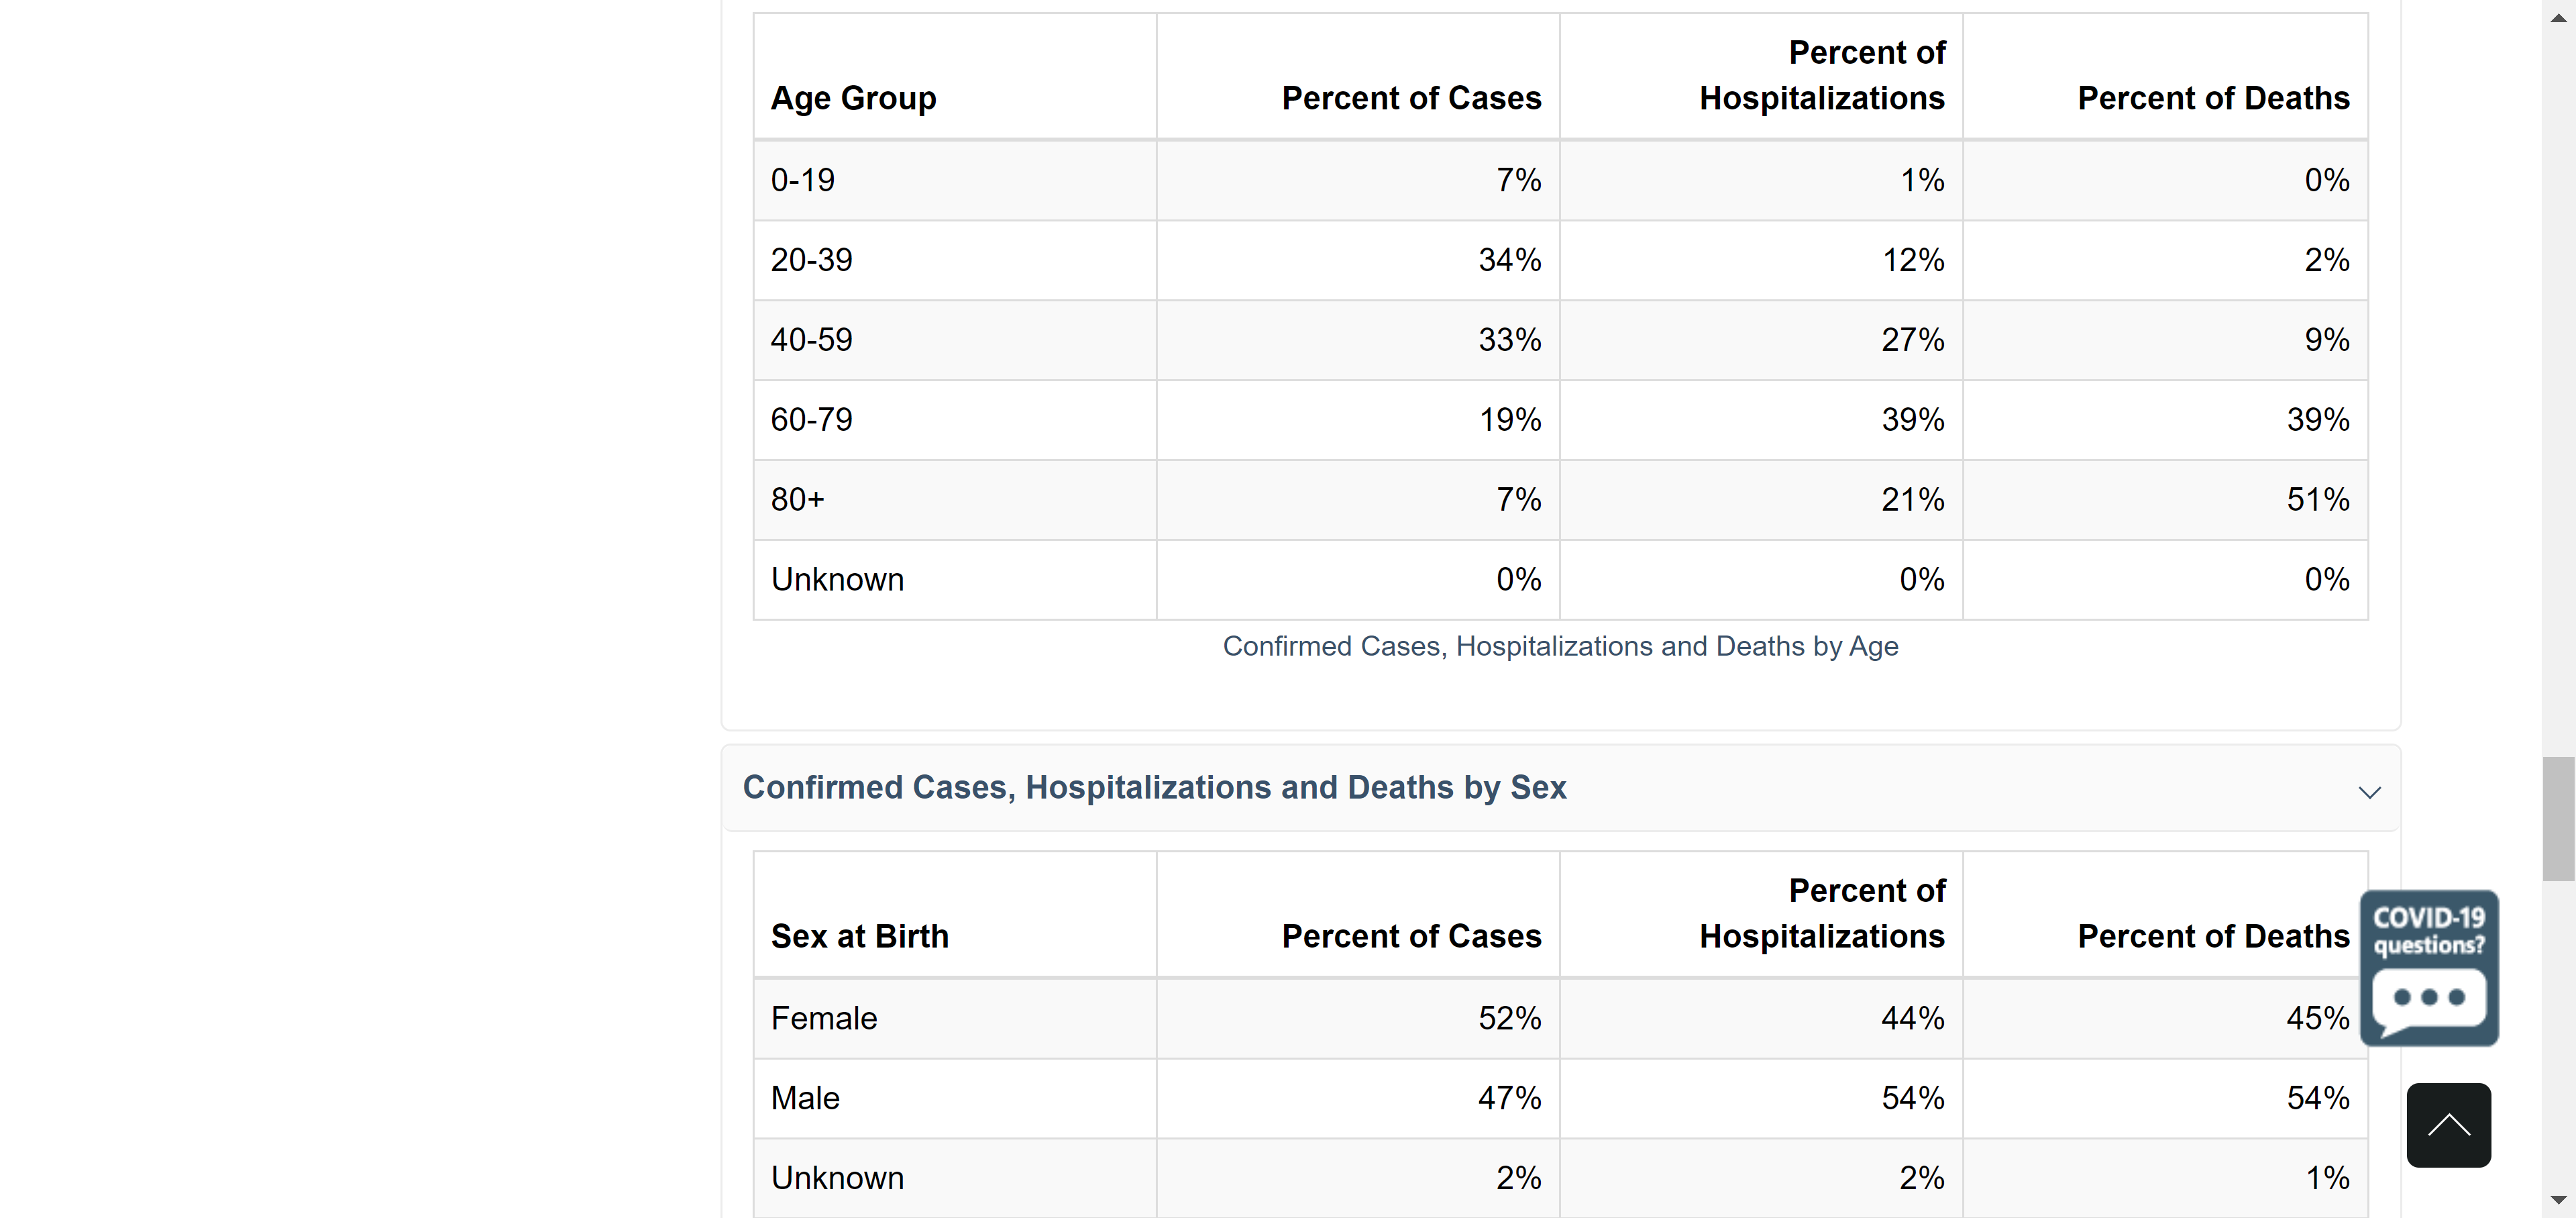 Age Group Percent of Cases Percent of Hospitalizations Percent of Deaths
0-19 7% 1% 0%
20-39 34% 12% 2%
40-59 33% 27% 9%
60-79 19% 39% 39%
80+ 7% 21% 51%
Unknown 0% 0% 0%
Confirmed Cases, Hospitalizations and Deaths by Age
Confirmed Cases, Hospitalizations and Deaths by Sex
Sex at Birth Percent of Cases Percent of Hospitalizations Percent of Deaths
Female 52% 44% 45%
Male 47% 54% 54%
Unknown 2% 2% 1%
COVID-19
questions?